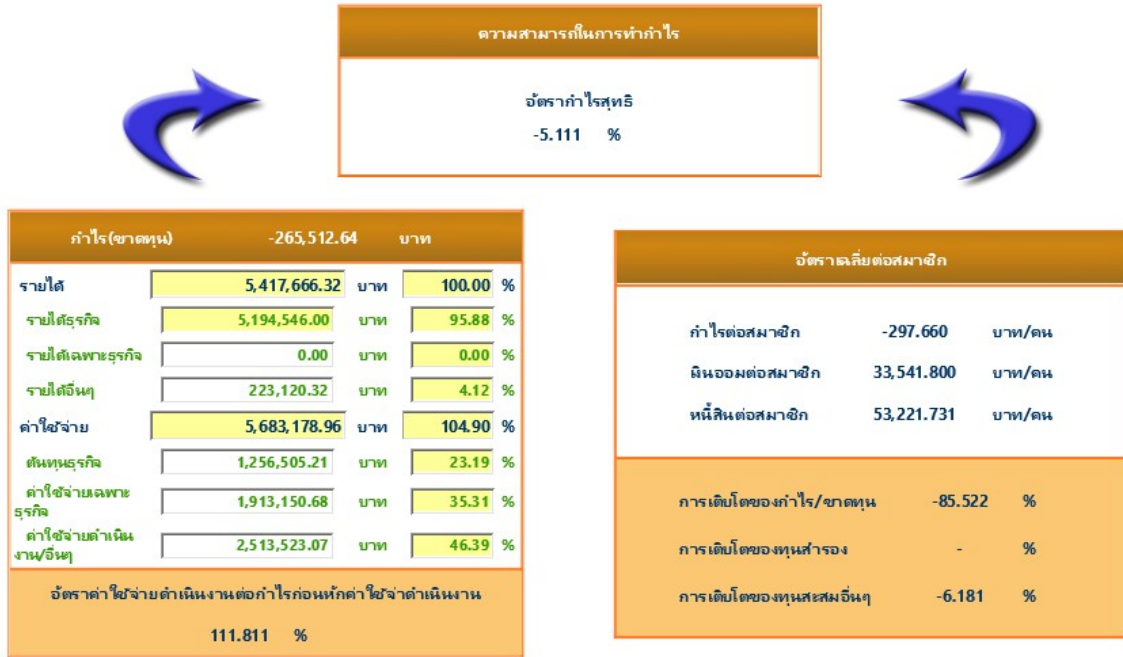 ความสามารถในการทำกำไร
อัตรากำไรสุทธิ
-5.111 %
กำไร(ขาดทุน) -265,512.64 บาท
รายได้ 5,417,666.32 บาท 100.00 %
รายได้ธุรกิจ 5,194,546.00 บาท 95.88 %
รายได้เฉพาะธุรกิจ 0.00 บาท 0.00 %
รายได้อื่นๆ 223,120.32 บาท 4.12 %
ค่าใช้จ่าย 5,683,178.96 บาท 104.90 %
ต้นทุนธุรกิจ 1,256,505.21 บาท 23.19 %
ค่าใช้จ่ายเฉพาะ
ธุรกิจ 1,913,150.68 บาท 35.31 %
ค่าใช้จ่ายดำเนิน
งาน/อื่นๆ 2,513,523.07 บาท 46.39 %
อัตราค่าใช้จ่ายดำเนินงานต่อกำไรก่อนหักค่าใช้จ่าดำเนินงาน
111.811 %
อัตราเฉลี่ยต่อสมาชิก
กำไรต่อสมาชิก -297.660 บาท/คน
เงินออมต่อสมาชิก 33,541.800 บาท/คน
หนี้สินต่อสมาชิก 53,221.731 บาท/คน
การเติบโตของกำไร/ขาดทุน -85.522 %
การเติบโตของทุนสำรอง - %
การเติบโตของทุนสะสมอื่นๆ -6.181 %